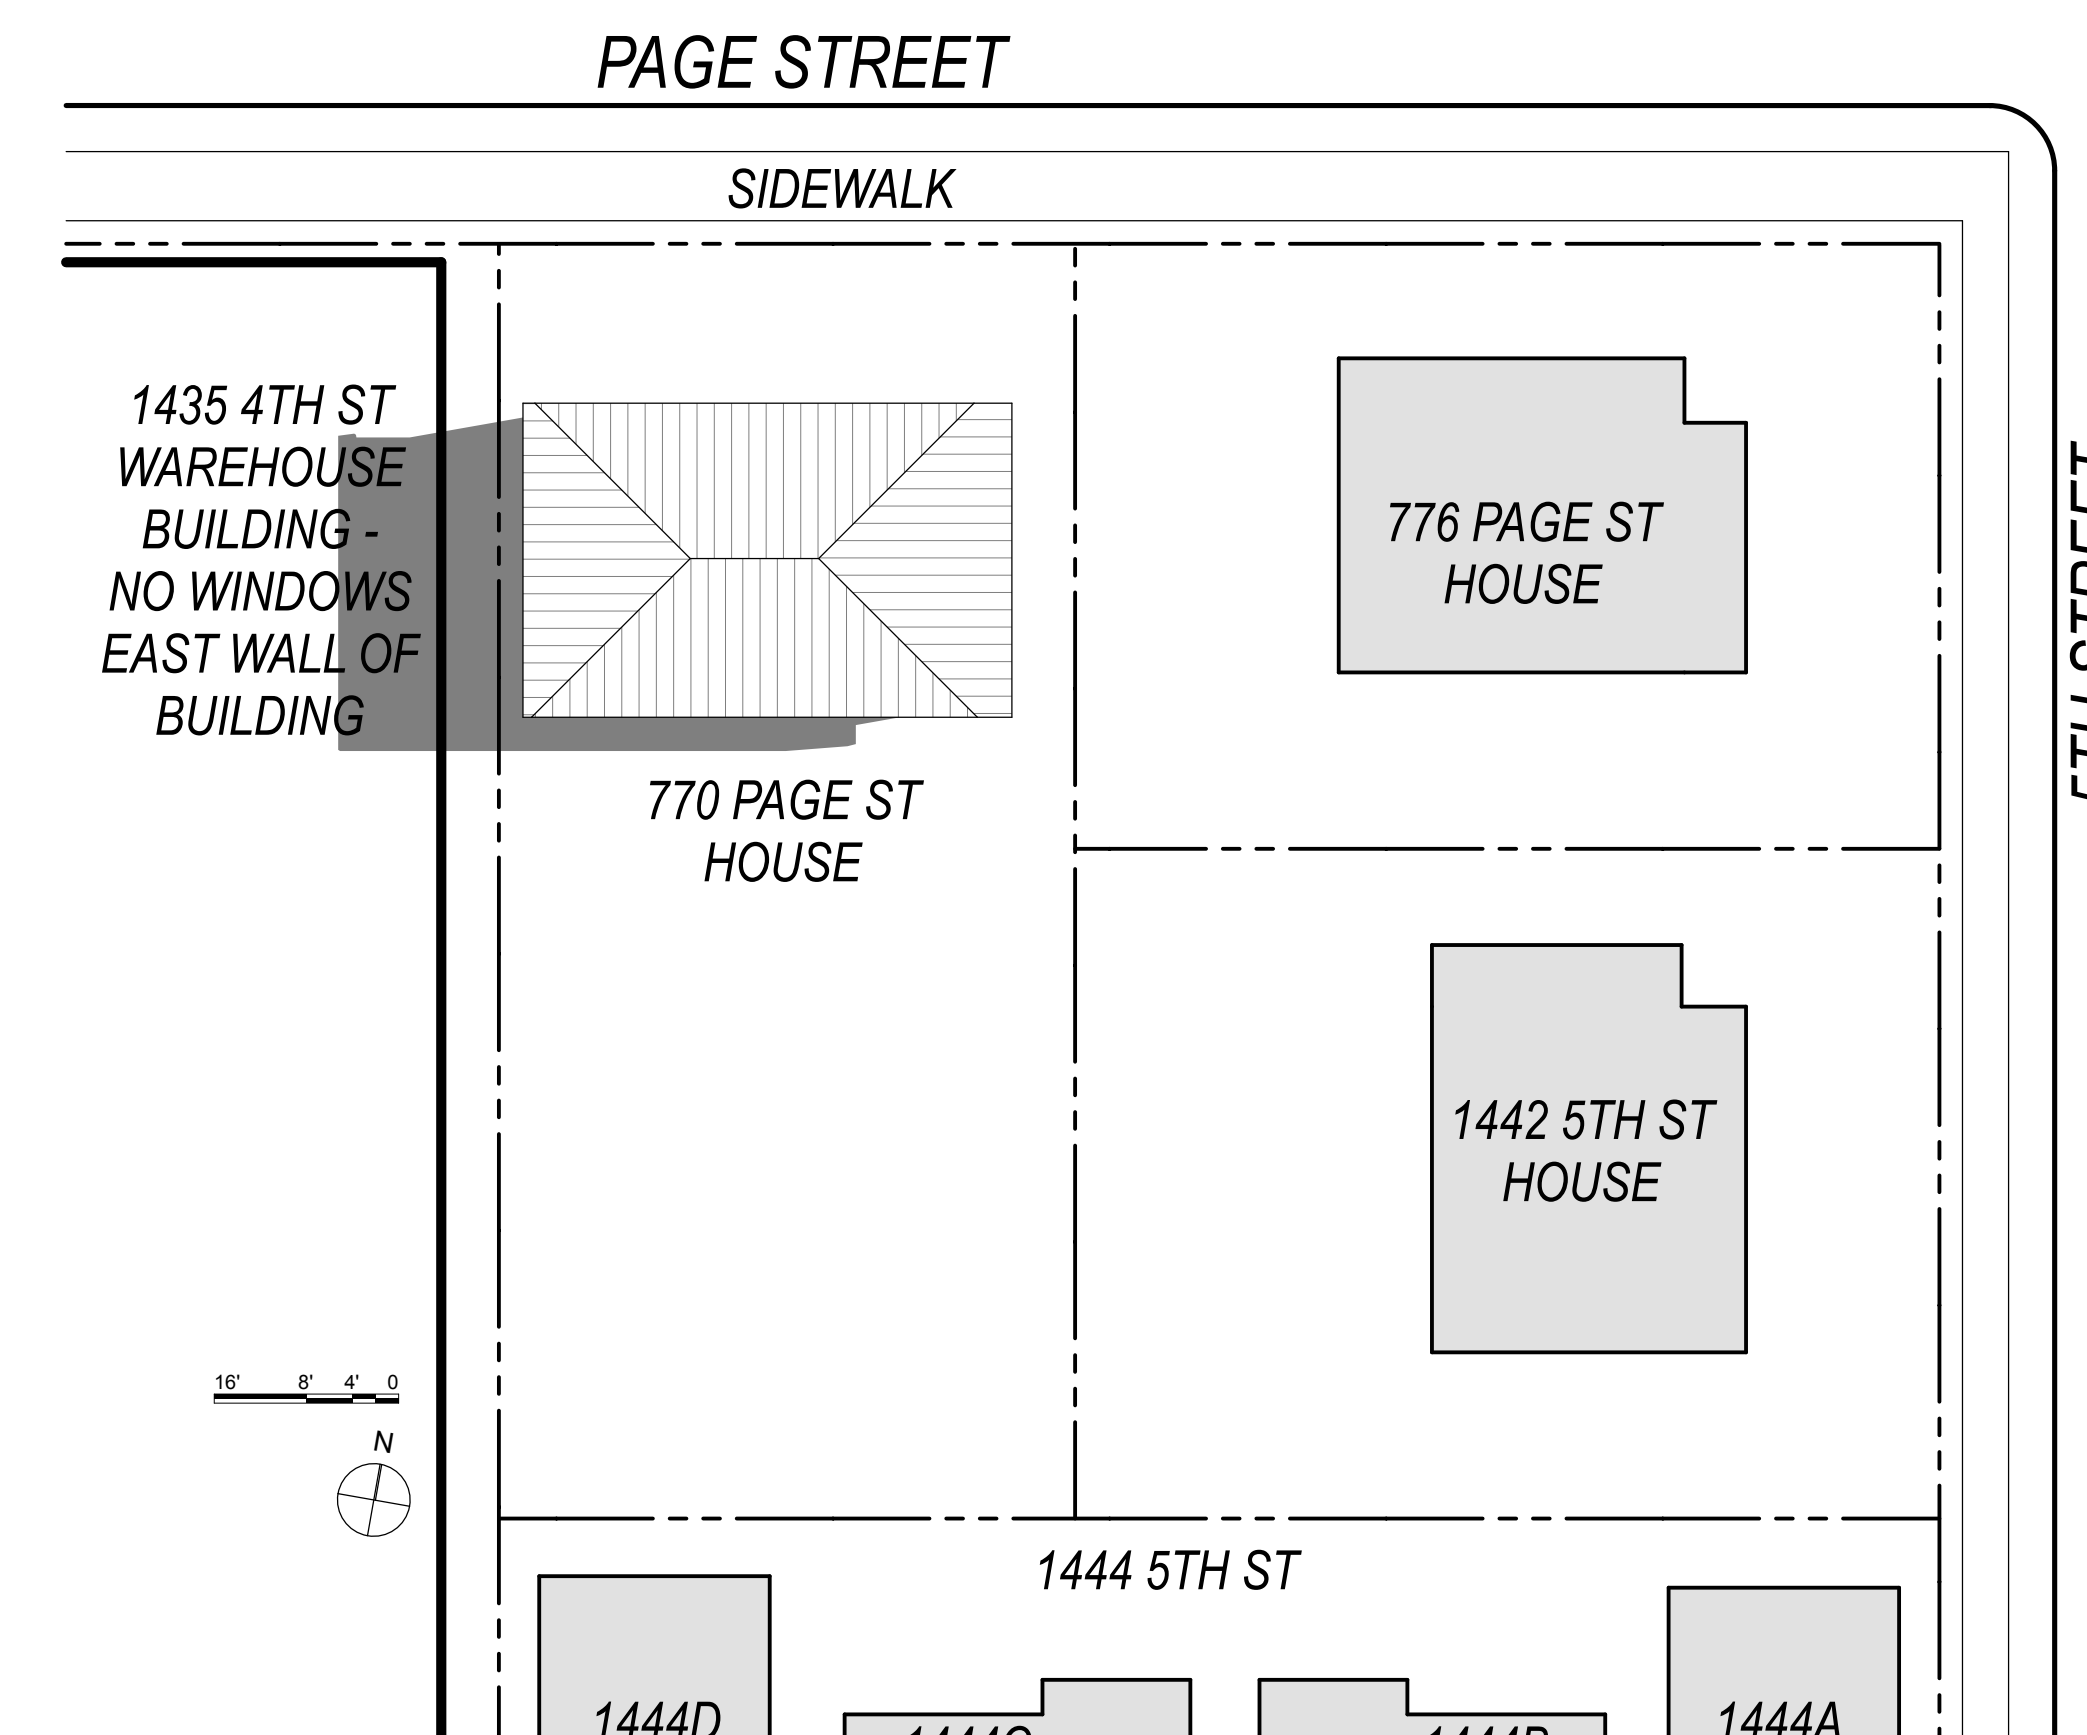 PAGE STREET
SIDEWALK
1435 4TH ST
WAREHOUSE
BUILDING -
NO WINDOWS
EAST WALL OF
BUILDING
776 PAGE ST
HOUSE
770 PAGE ST
HOUSE
1442 5TH ST
HOUSE
16' 8' 4' 0
N
1444 5TH ST
1444D
1444A